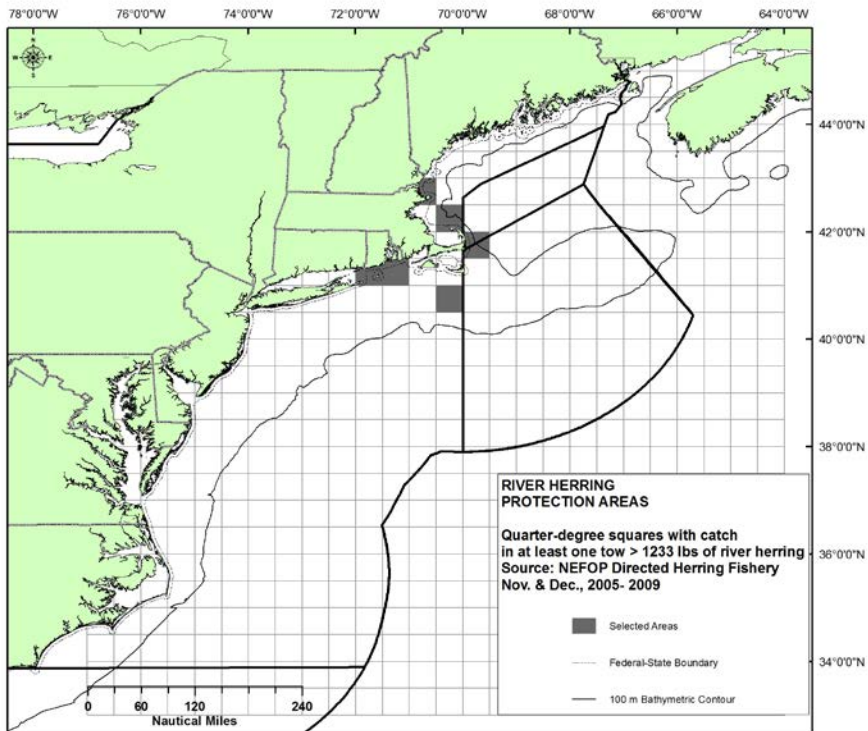 78°0'0"W 76°0'0"W 74°0'0"W 72°0'0"W 70°0'0"W 68°0'0"W 66°0'0"W 64°0'0"W
N
W E
S
44°0'0"N
42°0'0"N
40°0'0"N
38°0'0"N
36°0'0"N
34°0'0"N
RIVER HERRING
PROTECTION AREAS
Quarter-degree squares with catch
in at least one tow > 1233 lbs of river herring
Source: NEFOP Directed Herring Fishery
Nov. & Dec., 2005- 2009
Selected Areas
Federal-State Boundary
100 m Bathymetric Contour
0 60 120 240
Nautical Miles